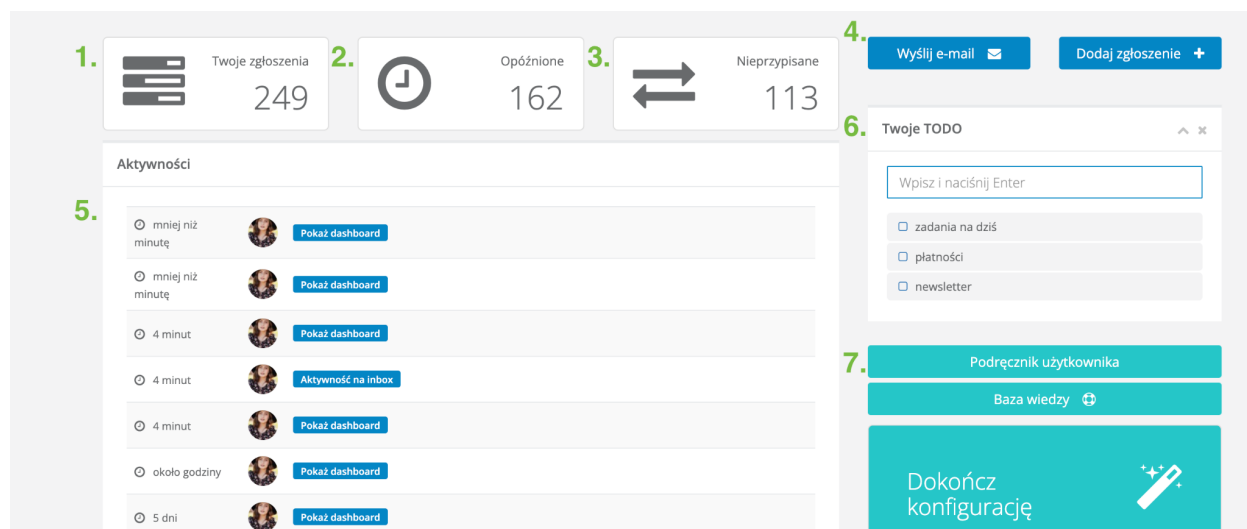 1.
Twoje zgłoszenia
249
2.
Opóźnione
162
3.
Nieprzypisane
113
4.
Wyślij e-mail
Dodaj zgłoszenie +
Aktywności
5.
mniej niż
minutę
Pokaż dashboard
mniej niż
minutę
Pokaż dashboard
4 minut
Pokaż dashboard
4 minut
Aktywność na inbox
4 minut
Pokaż dashboard
około godziny
Pokaż dashboard
5 dni
Pokaż dashboard
6.
Twoje TODO
Wpisz i naciśnij Enter
zadania na dziś
płatności
newsletter
7.
Podręcznik użytkownika
Baza wiedzy
Dokończ
konfigurację